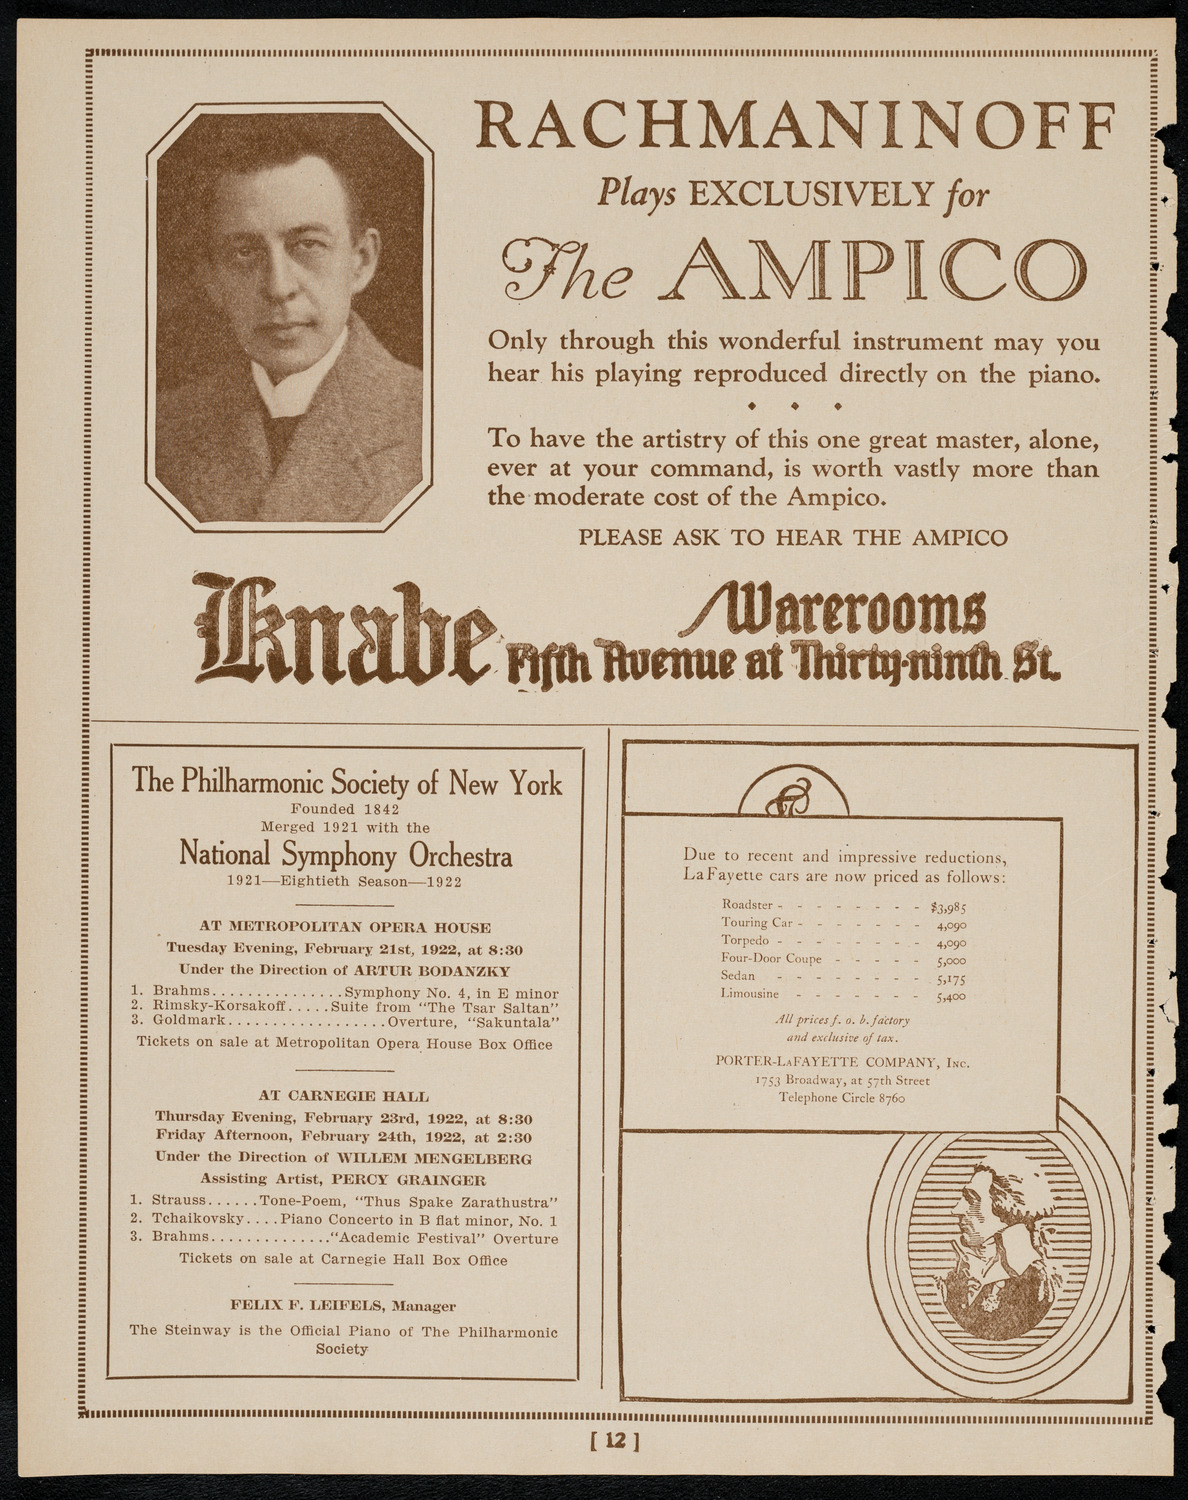 RACHMANINOFF
Plays EXCLUSIVELY for
The AMPICO
Only through this wonderful instrument may you
hear his playing reproduced directly on the piano.
To have the artistry of this one great master, alone,
ever at your command, is worth vastly more than
the moderate cost of the Ampico.
PLEASE ASK TO HEAR THE AMPICO
Knabe Warerooms
Fifth Avenue at Thirty-ninth St.
The Philharmonic Society of New York
Founded 1842
Merged 1921 with the
National Symphony Orchestra
1921—Eightieth Season—1922
AT METROPOLITAN OPERA HOUSE
Tuesday Evening, February 21st, 1922, at 8:30
Under the Direction of ARTUR BODANZKY
1. Brahms...............Symphony No. 4, in E minor
2. Rimsky-Korsakoff.....Suite from "The Tsar Saltan"
3. Goldmark..................Overture, "Sakuntala"
Tickets on sale at Metropolitan Opera House Box Office
AT CARNEGIE HALL
Thursday Evening, February 23rd, 1922, at 8:30
Friday Afternoon, February 24th, 1922, at 2:30
Under the Direction of WILLEM MENGELBERG
Assisting Artist, PERCY GRAINGER
1. Strauss......Tone-Poem, "Thus Spake Zarathustra"
2. Tchaikovsky....Piano Concerto in B flat minor, No. 1
3. Brahms.............."Academic Festival" Overture
Tickets on sale at Carnegie Hall Box Office
FELIX F. LEIFELS, Manager
The Steinway is the Official Piano of The Philharmonic
Society
Due to recent and impressive reductions,
LaFayette cars are now priced as follows:
Roadster - - - - - - - - $3,985
Touring Car - - - - - - - 4,090
Torpedo - - - - - - - - 4,090
Four-Door Coupe - - - - - 5,000
Sedan - - - - - - - - 5,175
Limousine - - - - - - - 5,400
All prices f. o. b. factory
and exclusive of tax.
PORTER-LAFAYETTE COMPANY, INC.
1753 Broadway, at 57th Street
Telephone Circle 8760
[ 12 ]